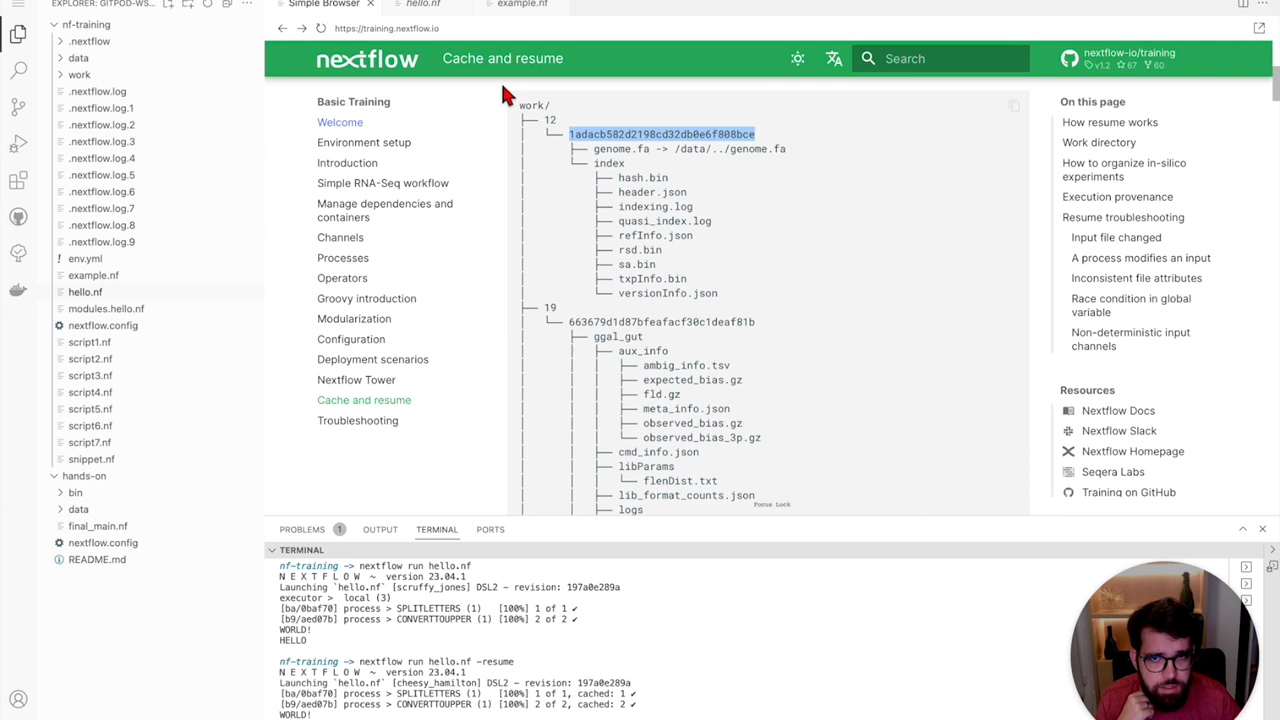 EXPLORER: GITPOD-WS...
nf-training
.nextflow
data
work
.nextflow.log
.nextflow.log.1
.nextflow.log.2
.nextflow.log.3
.nextflow.log.4
.nextflow.log.5
.nextflow.log.6
.nextflow.log.7
.nextflow.log.8
.nextflow.log.9
env.yml
example.nf
hello.nf
modules.hello.nf
nextflow.config
script1.nf
script2.nf
script3.nf
script4.nf
script5.nf
script6.nf
script7.nf
snippet.nf
hands-on
bin
data
final_main.nf
nextflow.config
README.md
Simple Browser
hello.nf
example.nf
https://training.nextflow.io
nextflow
Cache and resume
Search
nextflow-io/training
v1.2 67 60
Basic Training
Welcome
Environment setup
Introduction
Simple RNA-Seq workflow
Manage dependencies and
containers
Channels
Processes
Operators
Groovy introduction
Modularization
Configuration
Deployment scenarios
Nextflow Tower
Cache and resume
Troubleshooting
work/
├── 12
│ └── 1adacb582d2198cd32db0e6f808bce
│ ├── genome.fa -> /data/../genome.fa
│ └── index
│ ├── hash.bin
│ ├── header.json
│ ├── indexing.log
│ ├── quasi_index.log
│ ├── refInfo.json
│ ├── rsd.bin
│ ├── sa.bin
│ ├── txpInfo.bin
│ └── versionInfo.json
├── 19
│ └── 663679d1d87bfeafacf30c1deaf81b
│ ├── ggal_gut
│ │ ├── aux_info
│ │ │ ├── ambig_info.tsv
│ │ │ ├── expected_bias.gz
│ │ │ ├── fld.gz
│ │ │ ├── meta_info.json
│ │ │ ├── observed_bias.gz
│ │ │ └── observed_bias_3p.gz
│ │ ├── cmd_info.json
│ │ ├── libParams
│ │ │ └── flenDist.txt
│ │ ├── lib_format_counts.json
│ │ ├── logs
Focus Lock
On this page
How resume works
Work directory
How to organize in-silico
experiments
Execution provenance
Resume troubleshooting
Input file changed
A process modifies an input
Inconsistent file attributes
Race condition in global
variable
Non-deterministic input
channels
Resources
Nextflow Docs
Nextflow Slack
Nextflow Homepage
Seqera Labs
Training on GitHub
PROBLEMS 1 OUTPUT TERMINAL PORTS
TERMINAL
nf-training -> nextflow run hello.nf
N E X T F L O W ~ version 23.04.1
Launching `hello.nf` [scruffy_jones] DSL2 - revision: 197a0e289a
executor > local (3)
[ba/0baf70] process > SPLITLETTERS (1) [100%] 1 of 1 ✔
[b9/aed07b] process > CONVERTTOUPPER (1) [100%] 2 of 2 ✔
WORLD!
HELLO
nf-training -> nextflow run hello.nf -resume
N E X T F L O W ~ version 23.04.1
Launching `hello.nf` [cheesy_hamilton] DSL2 - revision: 197a0e289a
[ba/0baf70] process > SPLITLETTERS (1) [100%] 1 of 1, cached: 1 ✔
[b9/aed07b] process > CONVERTTOUPPER (1) [100%] 2 of 2, cached: 2 ✔
WORLD!